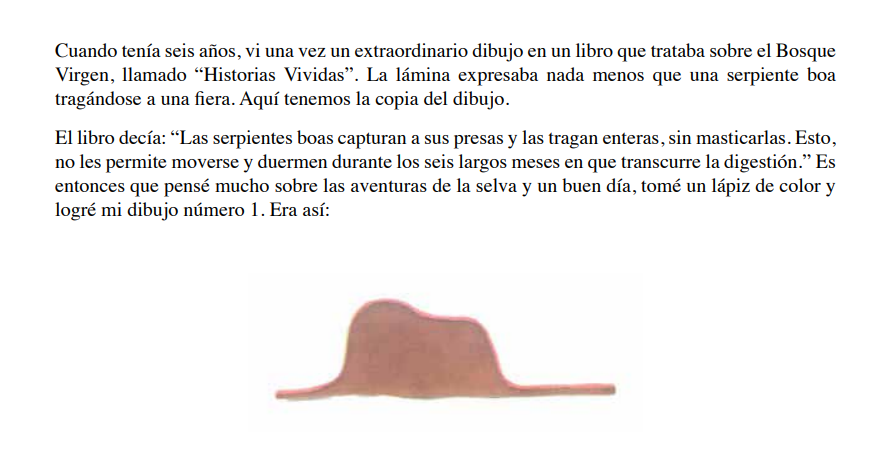 Cuando tenía seis años, vi una vez un extraordinario dibujo en un libro que trataba sobre el Bosque
Virgen, llamado “Historias Vividas”. La lámina expresaba nada menos que una serpiente boa
tragándose a una fiera. Aquí tenemos la copia del dibujo.
El libro decía: “Las serpientes boas capturan a sus presas y las tragan enteras, sin masticarlas. Esto,
no les permite moverse y duermen durante los seis largos meses en que transcurre la digestión.” Es
entonces que pensé mucho sobre las aventuras de la selva y un buen día, tomé un lápiz de color y
logré mi dibujo número 1. Era así: